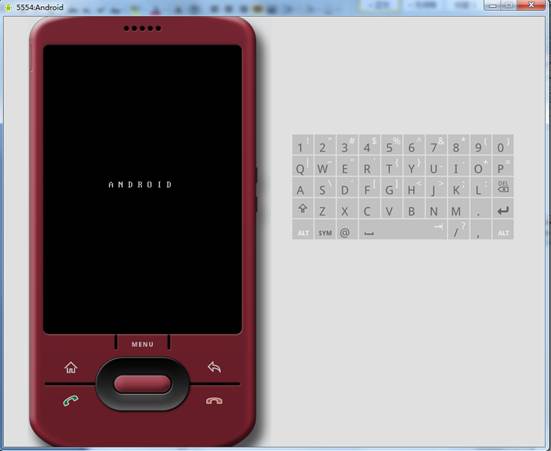 5554:Android
ANDROID
MENU
1 ! 2 " 3 # 4 $ 5 % 6 ^ 7 & 8 * 9 ( 0 )
Q W ~ E " R T { Y } U - I O + P =
A S \ D F [ G ] H J > K ; L : DEL
Z X C V B N M .
ALT SYM @ / ? , ALT